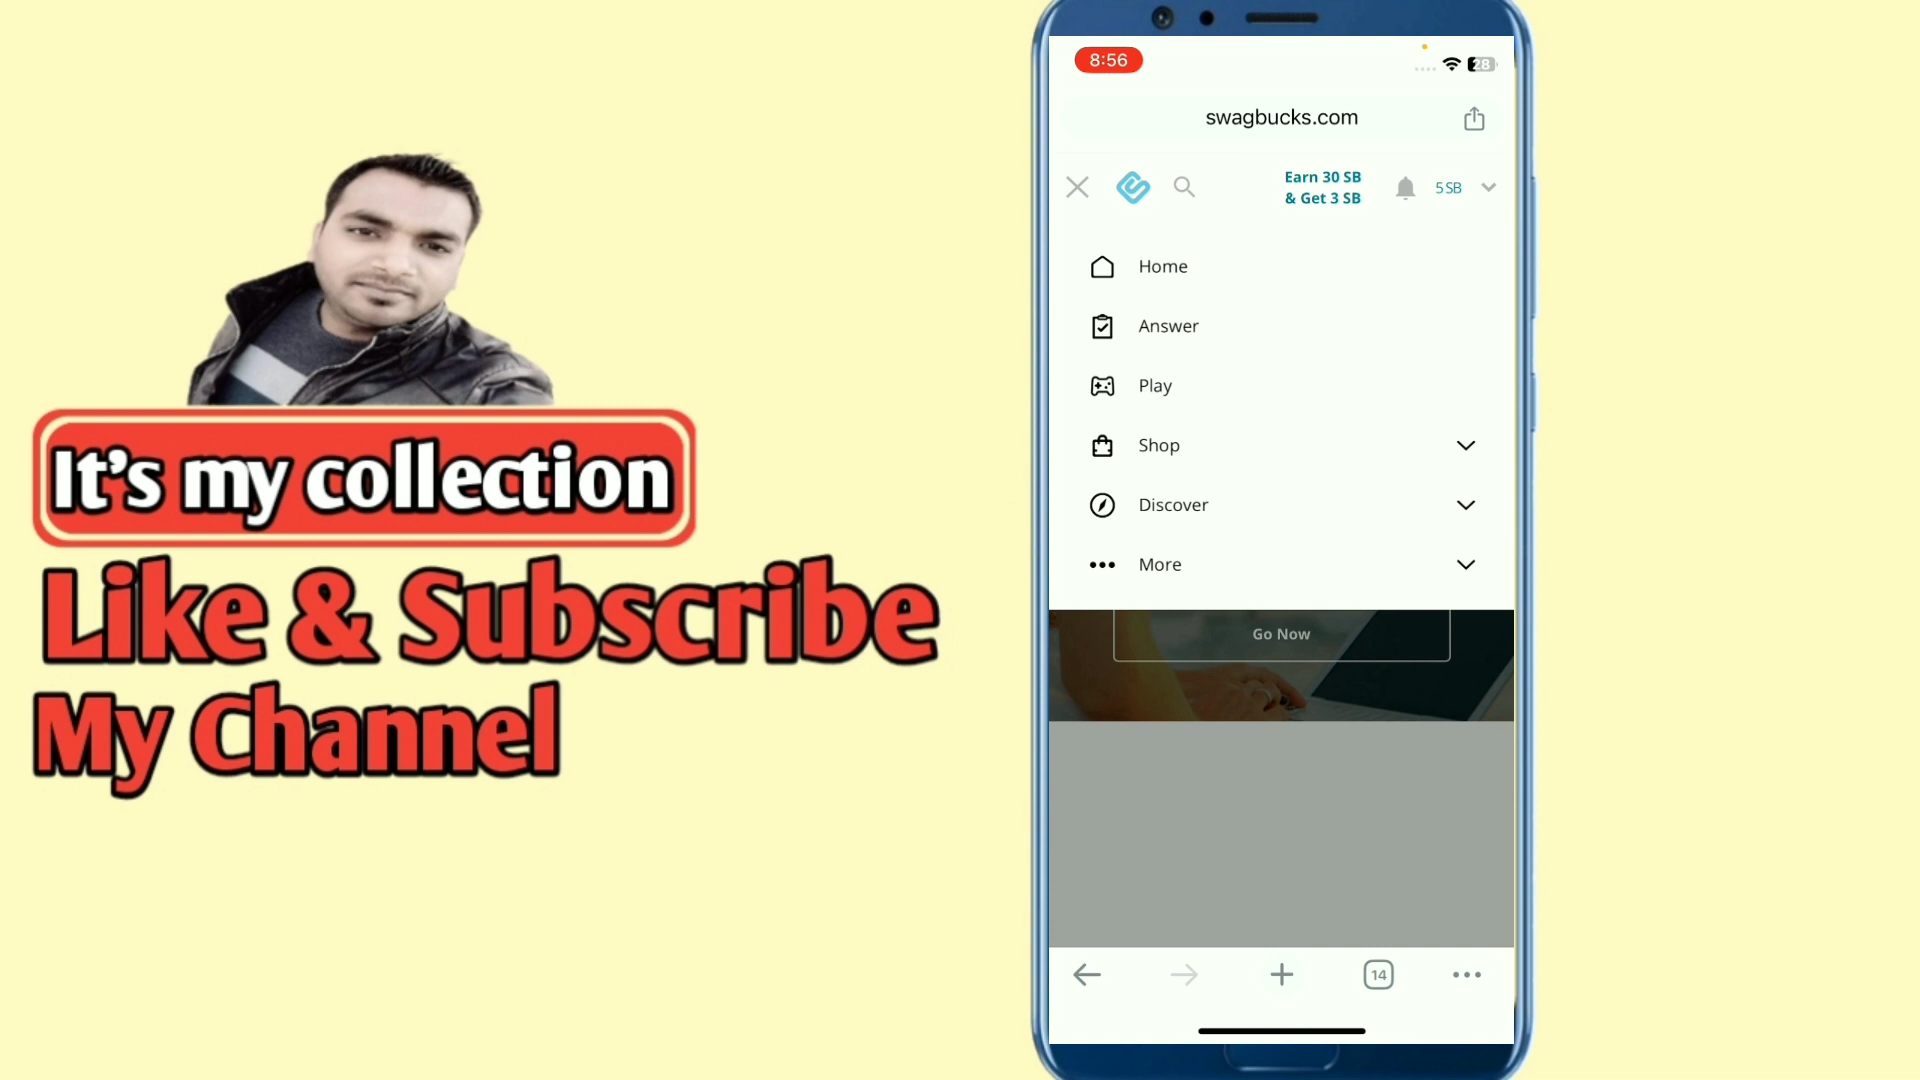 It's my collection
Like & Subscribe
My Channel
8:56
28
swagbucks.com
Earn 30 SB
& Get 3 SB
5 SB
Home
Answer
Play
Shop
Discover
More
Go Now
14